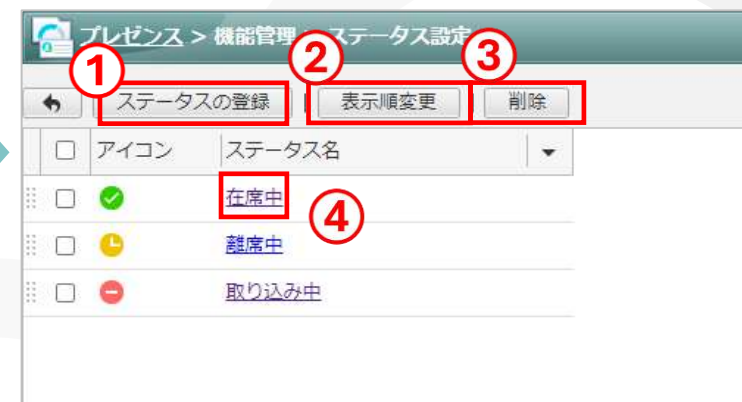 プレゼンス > 機能管理 > ステータス設定
① ② ③
ステータスの登録 表示順変更 削除
アイコン ステータス名
在席中 ④
離席中
取り込み中